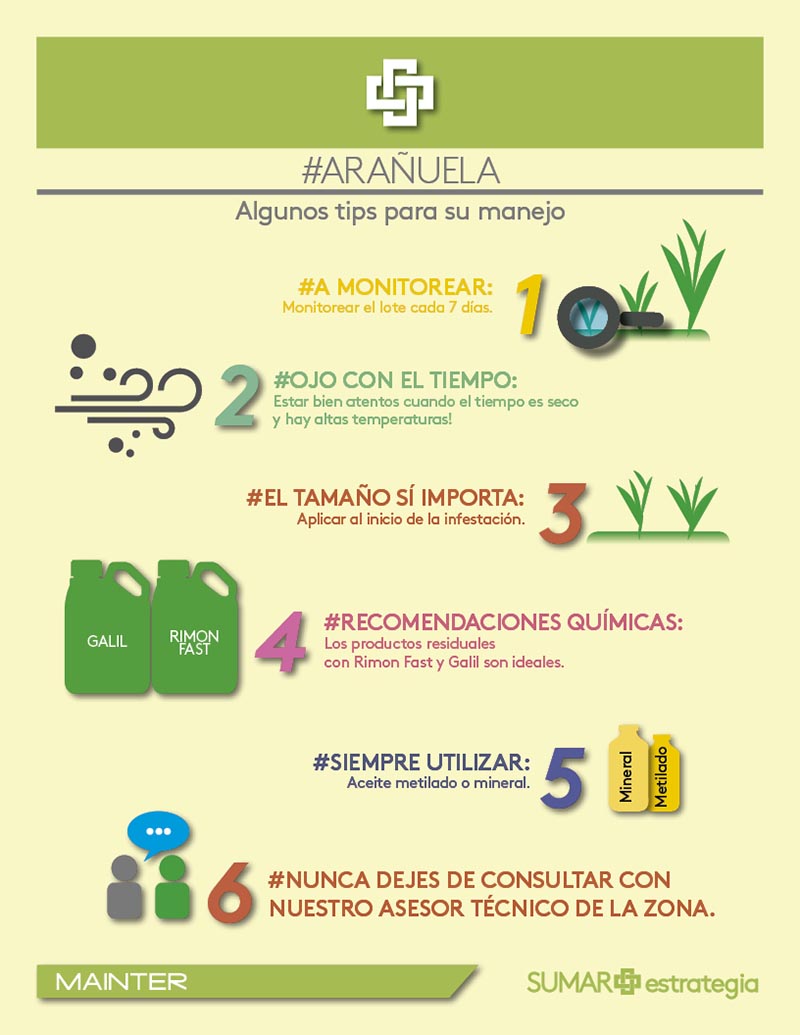 #ARAÑUELA
Algunos tips para su manejo
#A MONITOREAR:
Monitorear el lote cada 7 días.
1
2
#OJO CON EL TIEMPO:
Estar bien atentos cuando el tiempo es seco
y hay altas temperaturas!
#EL TAMAÑO SÍ IMPORTA:
Aplicar al inicio de la infestación.
3
GALIL
RIMON
FAST
4
#RECOMENDACIONES QUÍMICAS:
Los productos residuales
con Rimon Fast y Galil son ideales.
#SIEMPRE UTILIZAR:
Aceite metilado o mineral.
5
Mineral
Metilado
6
#NUNCA DEJES DE CONSULTAR CON
NUESTRO ASESOR TÉCNICO DE LA ZONA.
MAINTER
SUMAR estrategia